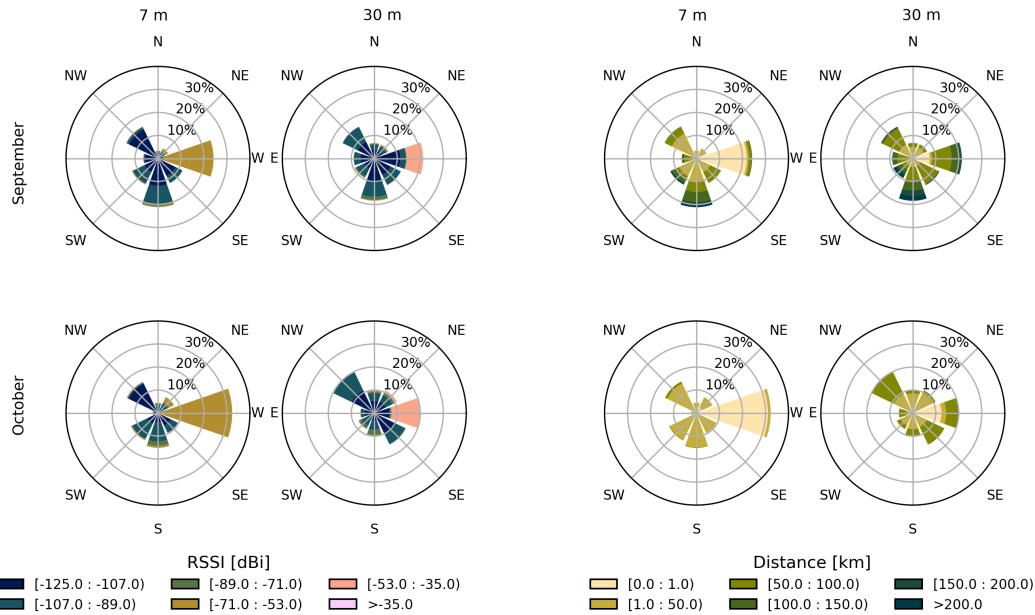 7 m 30 m 7 m 30 m
N N N N
NW NE NW NE NW NE NW NE
30% 30% 30% 30%
20% 20% 20% 20%
10% 10% 10% 10%
September W E W E
SW SE SW SE SW SE SW SE
NW NE NW NE NW NE NW NE
30% 30% 30% 30%
20% 20% 20% 20%
10% 10% 10% 10%
October W E W E
SW SE SW SE SW SE SW SE
S S S S
RSSI [dBi] Distance [km]
[-125.0 : -107.0) [-89.0 : -71.0) [-53.0 : -35.0) [0.0 : 1.0) [50.0 : 100.0) [150.0 : 200.0)
[-107.0 : -89.0) [-71.0 : -53.0) >-35.0 [1.0 : 50.0) [100.0 : 150.0) >200.0